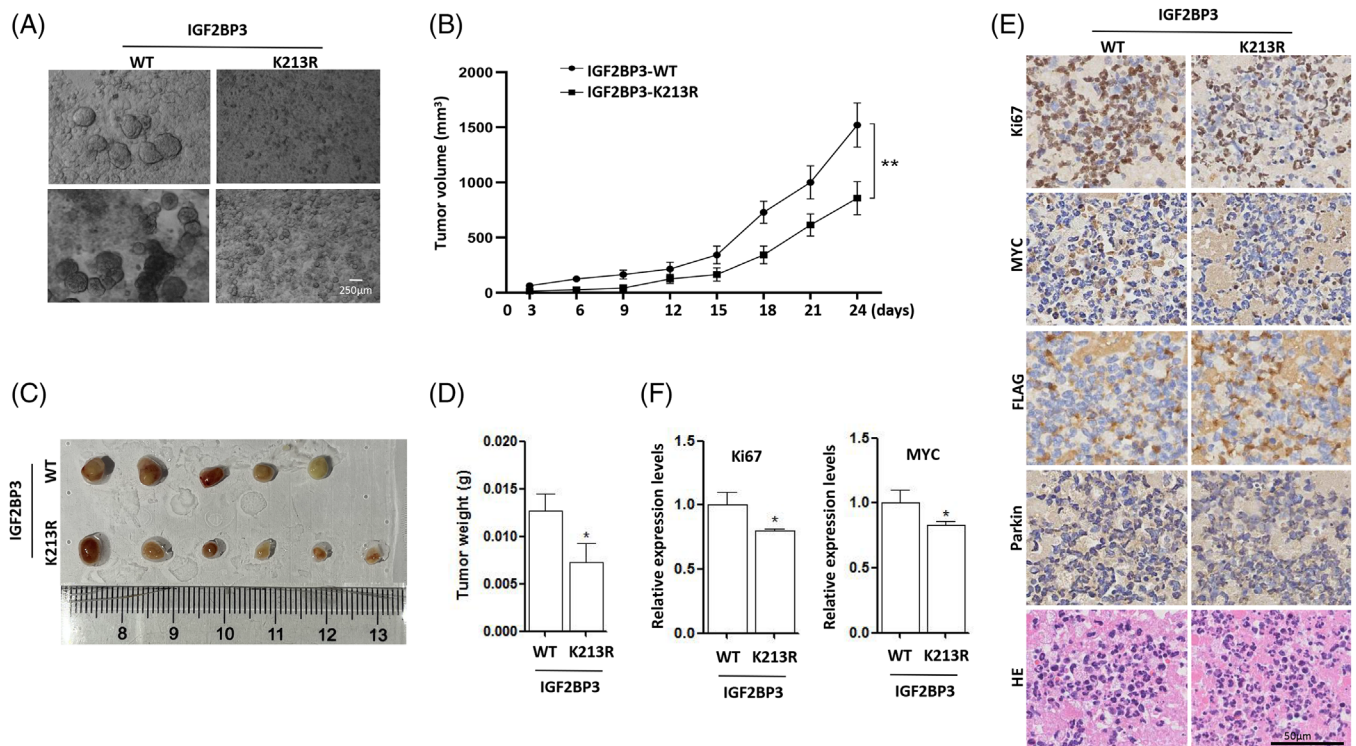 (A)
IGF2BP3
WT K213R
250μm
(B)
IGF2BP3-WT
IGF2BP3-K213R
Tumor volume (mm³)
2000
1500
1000
500
0
0 3 6 9 12 15 18 21 24 (days)
**
(C)
IGF2BP3
WT
K213R
8 9 10 11 12 13
(D)
Tumor weight (g)
0.020
0.015
0.010
0.005
0.000
*
WT K213R
IGF2BP3
(F)
Relative expression levels
1.5
1.0
0.5
0.0
Ki67
*
WT K213R
IGF2BP3
Relative expression levels
1.5
1.0
0.5
0.0
MYC
*
WT K213R
IGF2BP3
(E)
IGF2BP3
WT K213R
Ki67
MYC
FLAG
Parkin
HE
50μm